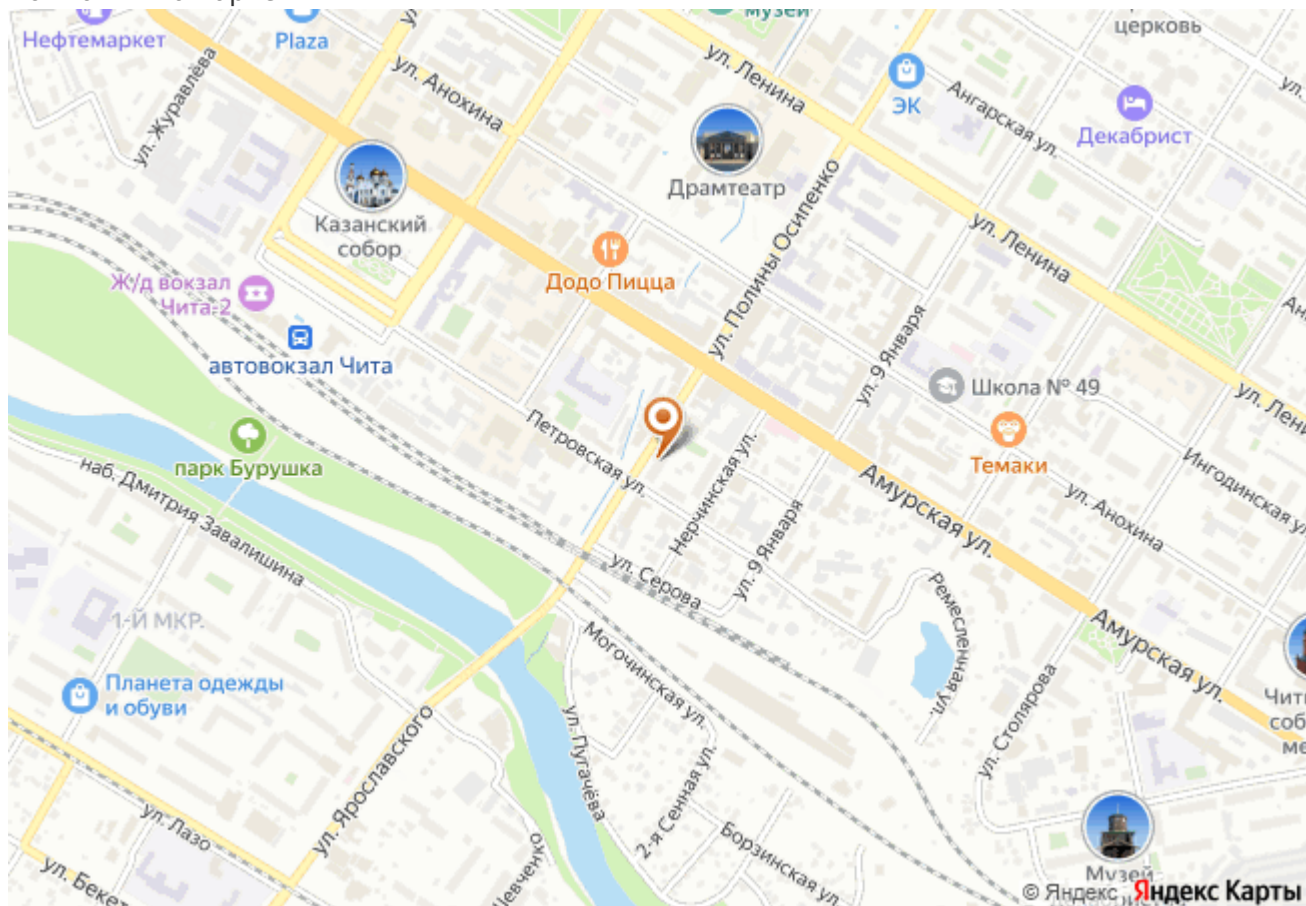 Нефтемаркет
Plaza
музей
церковь
ул. Журавлёва
ул. Анохина
ул. Ленина
ЭК
Ангарская ул.
Декабрист
Казанский
собор
Драмтеатр
ул. Полины Осипенко
ул. Ленина
Ж/д вокзал
Чита-2
Додо Пицца
автовокзал Чита
ул. 9 Января
Школа № 49
Темаки
Петровская ул.
парк Бурушка
наб. Дмитрия Завалишина
Нерчинская ул.
Амурская ул.
ул. Анохина
Ингодинская ул.
ул. 9 Января
ул. Серова
Ремесленная ул.
1-Й МКР.
Могочинская ул.
Амурская ул.
Планета одежды
и обуви
ул. Столярова
ул. Пугачёва
ул. Ярославского
2-я Сенная ул.
ул. Лазо
Борзинская ул.
Музей
© Яндекс Яндекс Карты